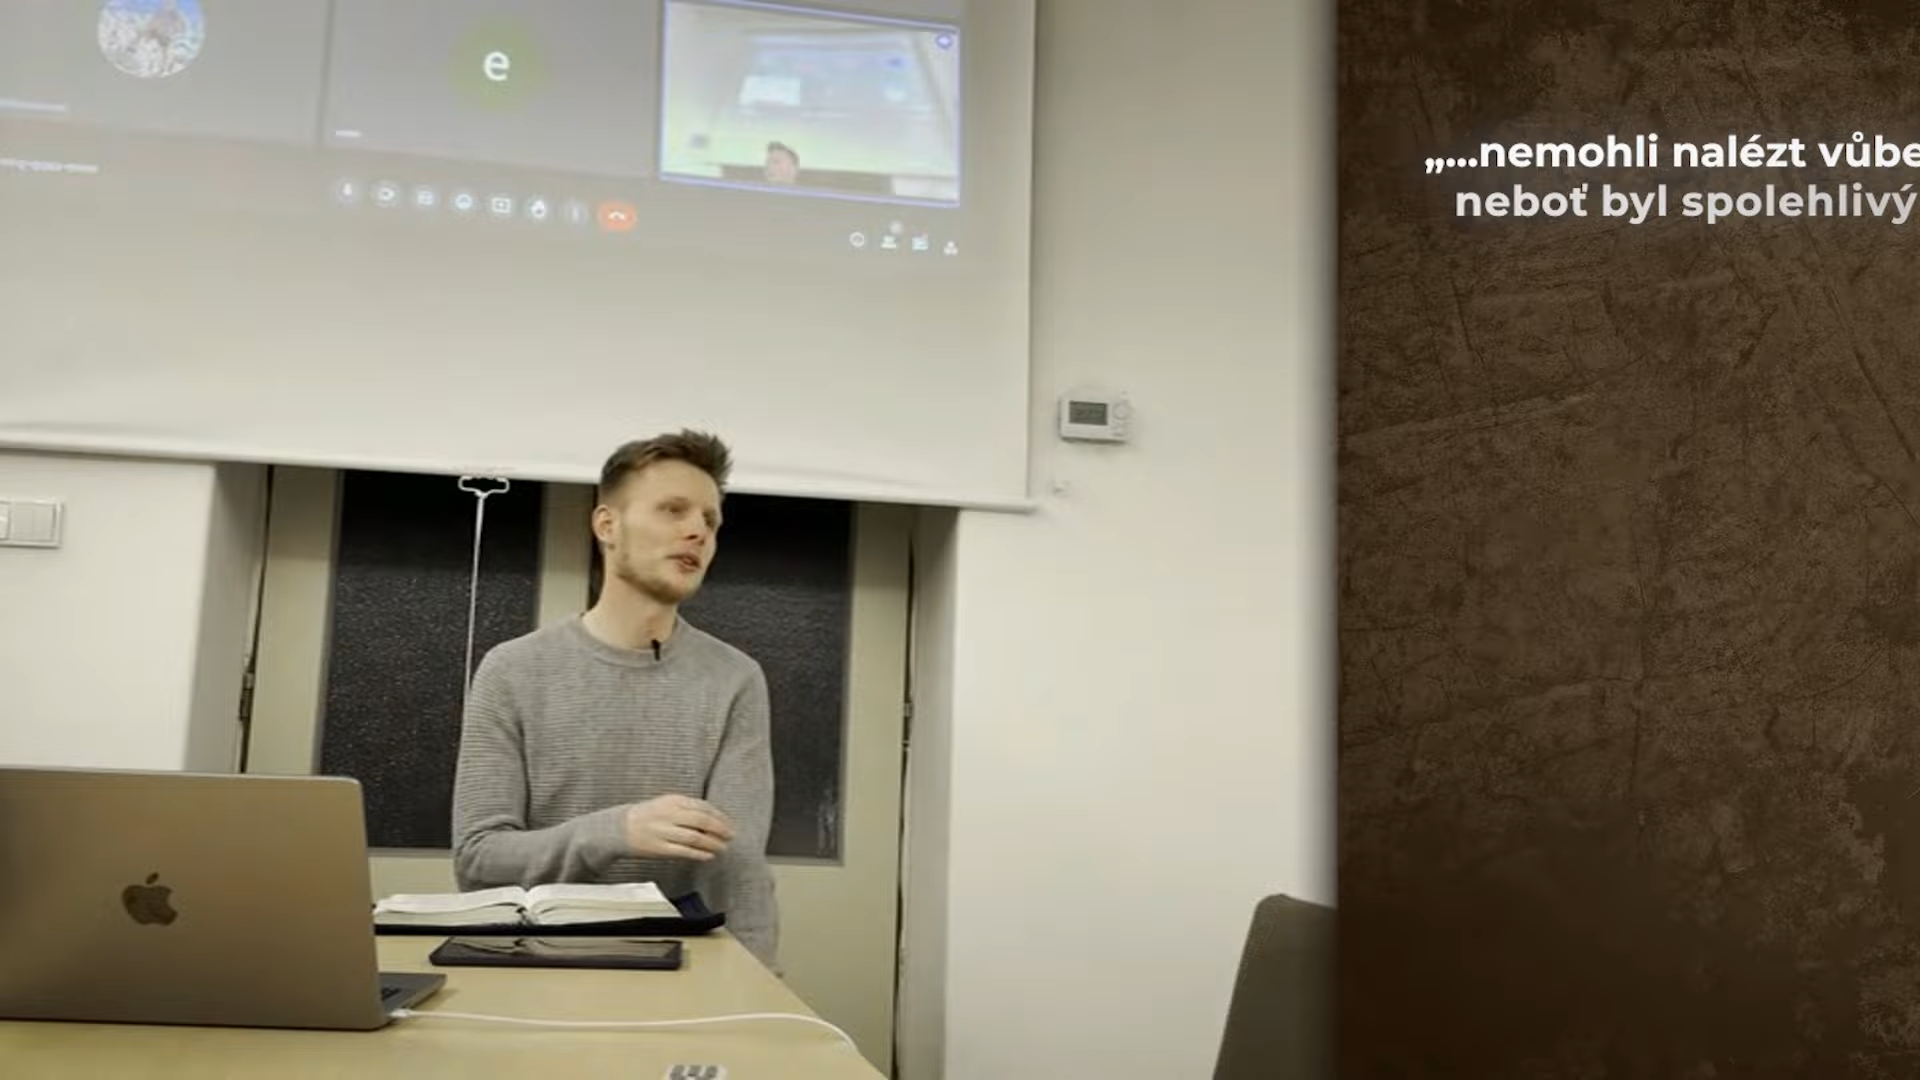 e
„...nemohli nalézt vůbe
neboť byl spolehlivý